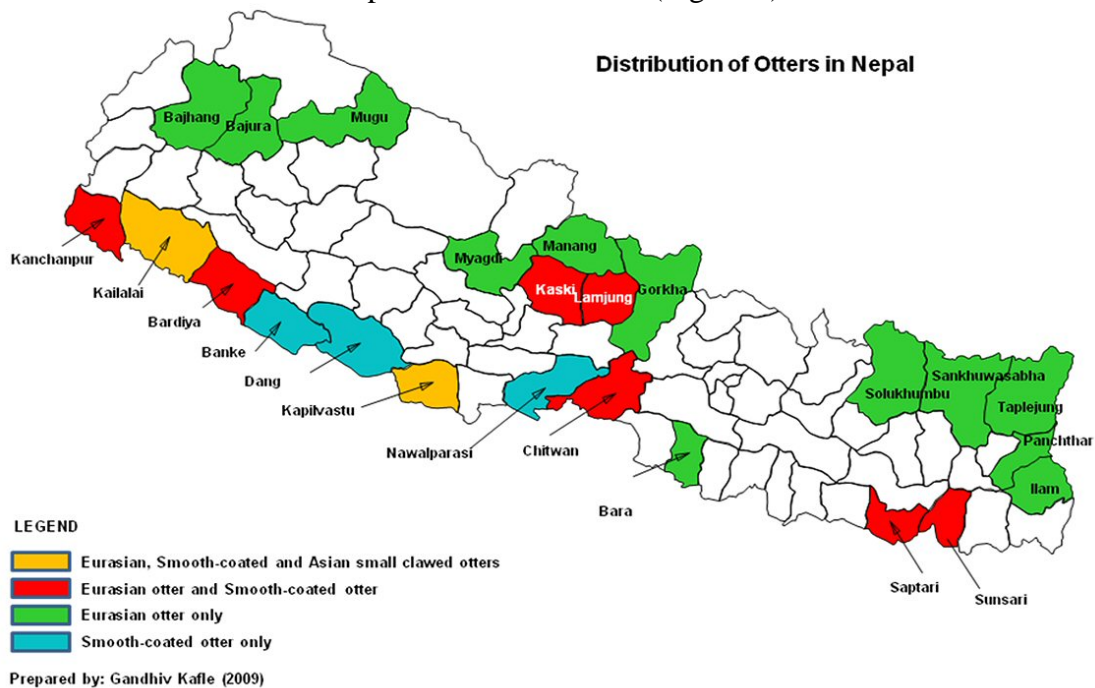 Distribution of Otters in Nepal
Bajhang
Bajura
Mugu
Kanchanpur
Kailalai
Bardiya
Banke
Dang
Kapilvastu
Nawalparasi
Chitwan
Myagdi
Manang
Kaski
Lamjung
Gorkha
Bara
Solukhumbu
Sankhuwasabha
Taplejung
Panchthar
Ilam
Saptari
Sunsari
LEGEND
Eurasian, Smooth-coated and Asian small clawed otters
Eurasian otter and Smooth-coated otter
Eurasian otter only
Smooth-coated otter only
Prepared by: Gandhiv Kafle (2009)